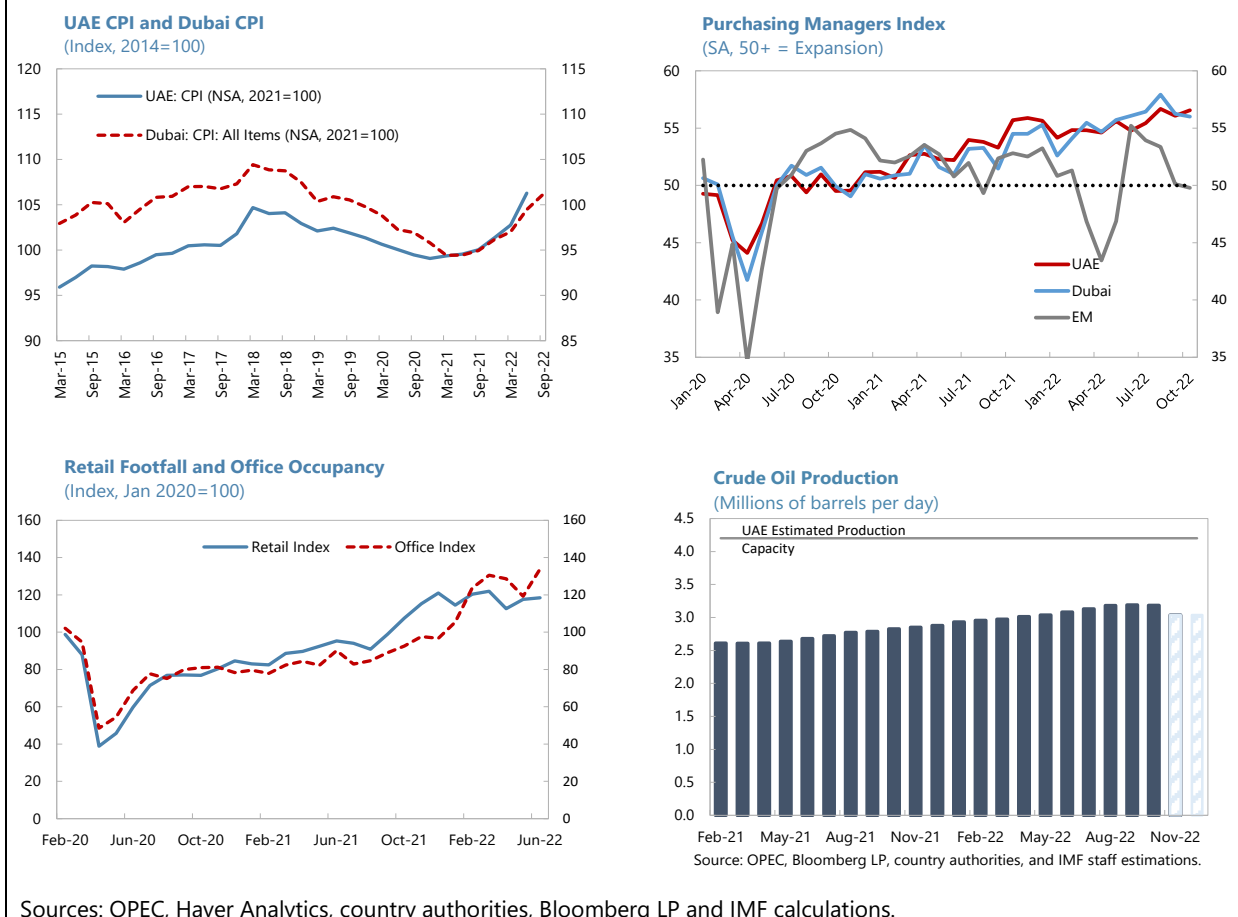 UAE CPI and Dubai CPI
(Index, 2014=100)
120
115
110
105
100
95
90
115
110
105
100
95
90
85
UAE: CPI (NSA, 2021=100)
Dubai: CPI: All Items (NSA, 2021=100)
Mar-15
Sep-15
Mar-16
Sep-16
Mar-17
Sep-17
Mar-18
Sep-18
Mar-19
Sep-19
Mar-20
Sep-20
Mar-21
Sep-21
Mar-22
Sep-22
Purchasing Managers Index
(SA, 50+ = Expansion)
60
55
50
45
40
35
60
55
50
45
40
35
UAE
Dubai
EM
Jan-20
Apr-20
Jul-20
Oct-20
Jan-21
Apr-21
Jul-21
Oct-21
Jan-22
Apr-22
Jul-22
Oct-22
Retail Footfall and Office Occupancy
(Index, Jan 2020=100)
160
140
120
100
80
60
40
20
0
160
140
120
100
80
60
40
20
0
Retail Index
Office Index
Feb-20
Jun-20
Oct-20
Feb-21
Jun-21
Oct-21
Feb-22
Jun-22
Crude Oil Production
(Millions of barrels per day)
4.5
4.0
3.5
3.0
2.5
2.0
1.5
1.0
0.5
0.0
UAE Estimated Production
Capacity
Feb-21
May-21
Aug-21
Nov-21
Feb-22
May-22
Aug-22
Nov-22
Source: OPEC, Bloomberg LP, country authorities, and IMF staff estimations.
Sources: OPEC, Haver Analytics, country authorities, Bloomberg LP and IMF calculations.